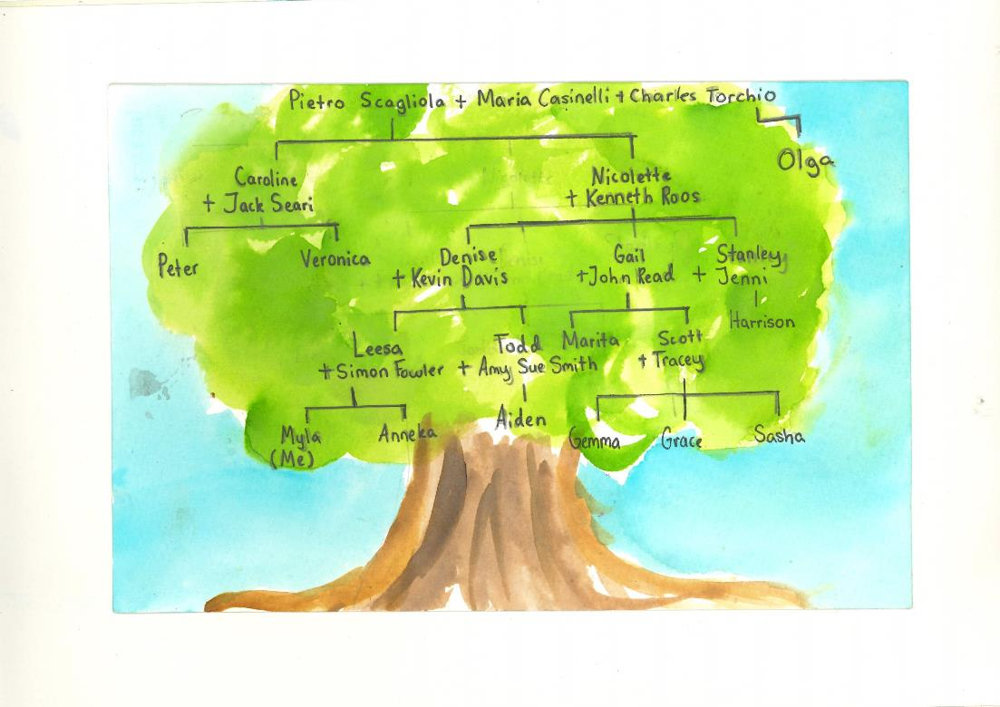 Pietro Scagliola + Maria Casinelli + Charles Torchio
Olga
Caroline
+ Jack Seari
Nicolette
+ Kenneth Roos
Peter
Veronica
Denise
+ Kevin Davis
Gail
+ John Read
Stanley
+ Jenni
Harrison
Leesa
+ Simon Fowler
Todd
+ Amy Sue Smith
Marita
Scott
+ Tracey
Myla
(Me)
Anneka
Aiden
Gemma
Grace
Sasha